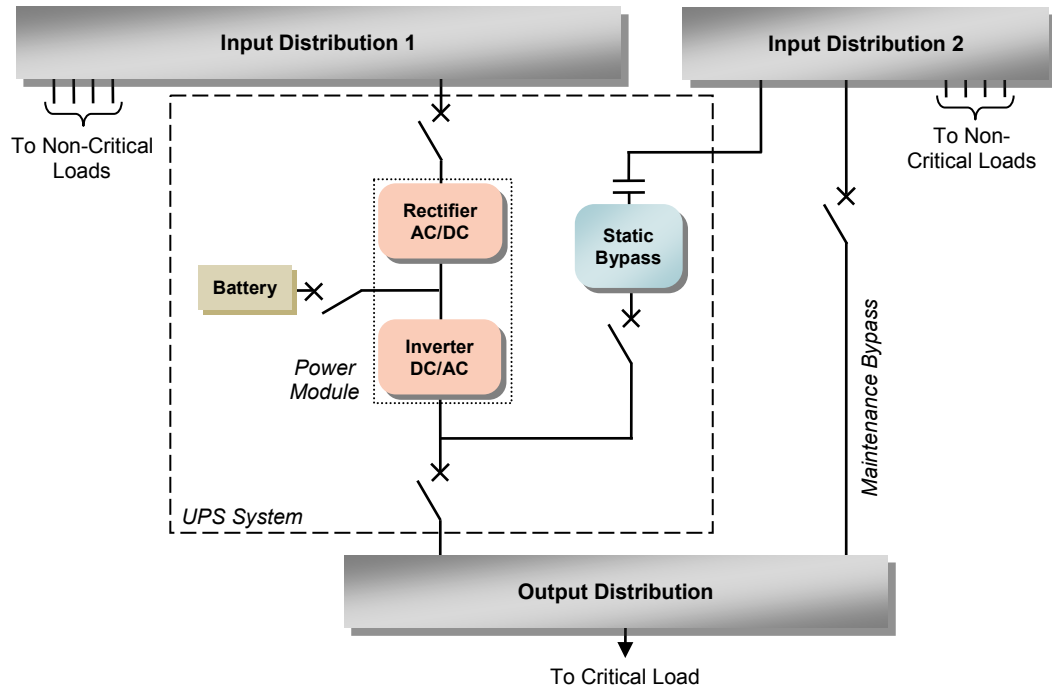 Input Distribution 1
Input Distribution 2
To Non-Critical
Loads
To Non-
Critical Loads
Rectifier
AC/DC
Static
Bypass
Battery
Inverter
DC/AC
Power
Module
Maintenance Bypass
UPS System
Output Distribution
To Critical Load